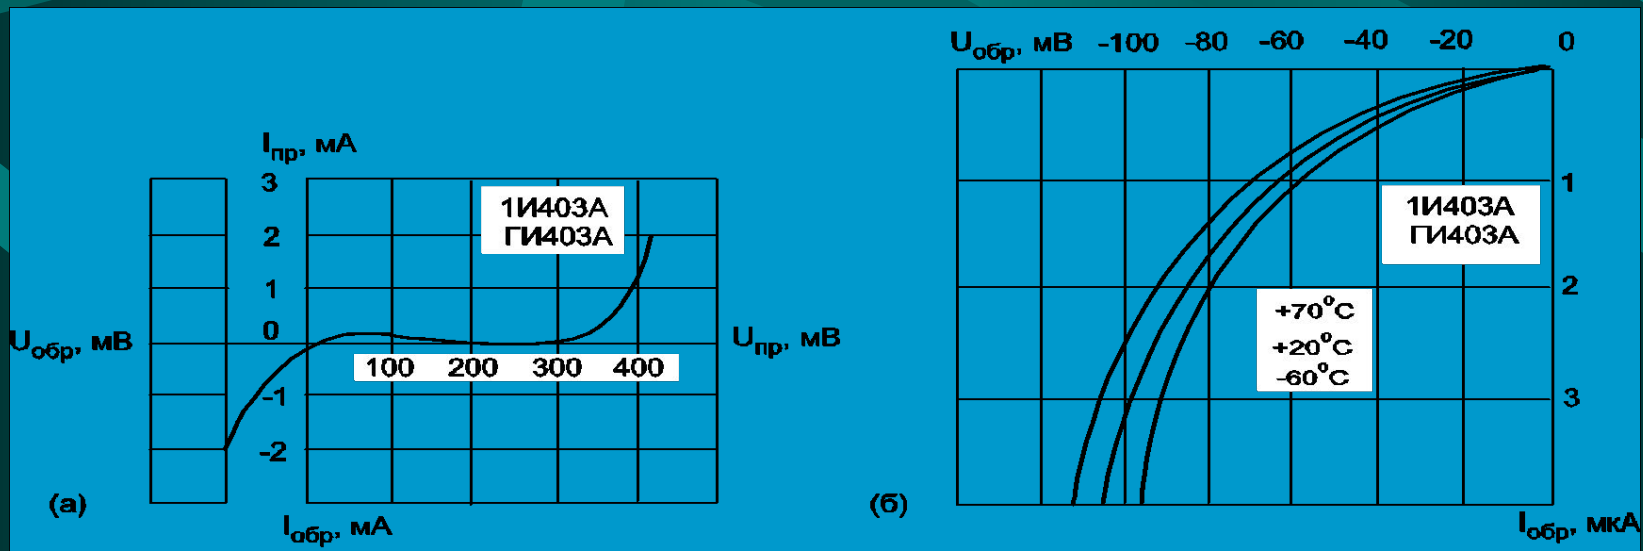 Iпр, мА
3
2
1
0
-1
-2
1И403А
ГИ403А
Uобр, мВ
Uпр, мВ
100 200 300 400
(а)
Iобр, мА
Uобр, мВ -100 -80 -60 -40 -20 0
1
2
3
1И403А
ГИ403А
+70°С
+20°С
-60°С
(б)
Iобр, мкА